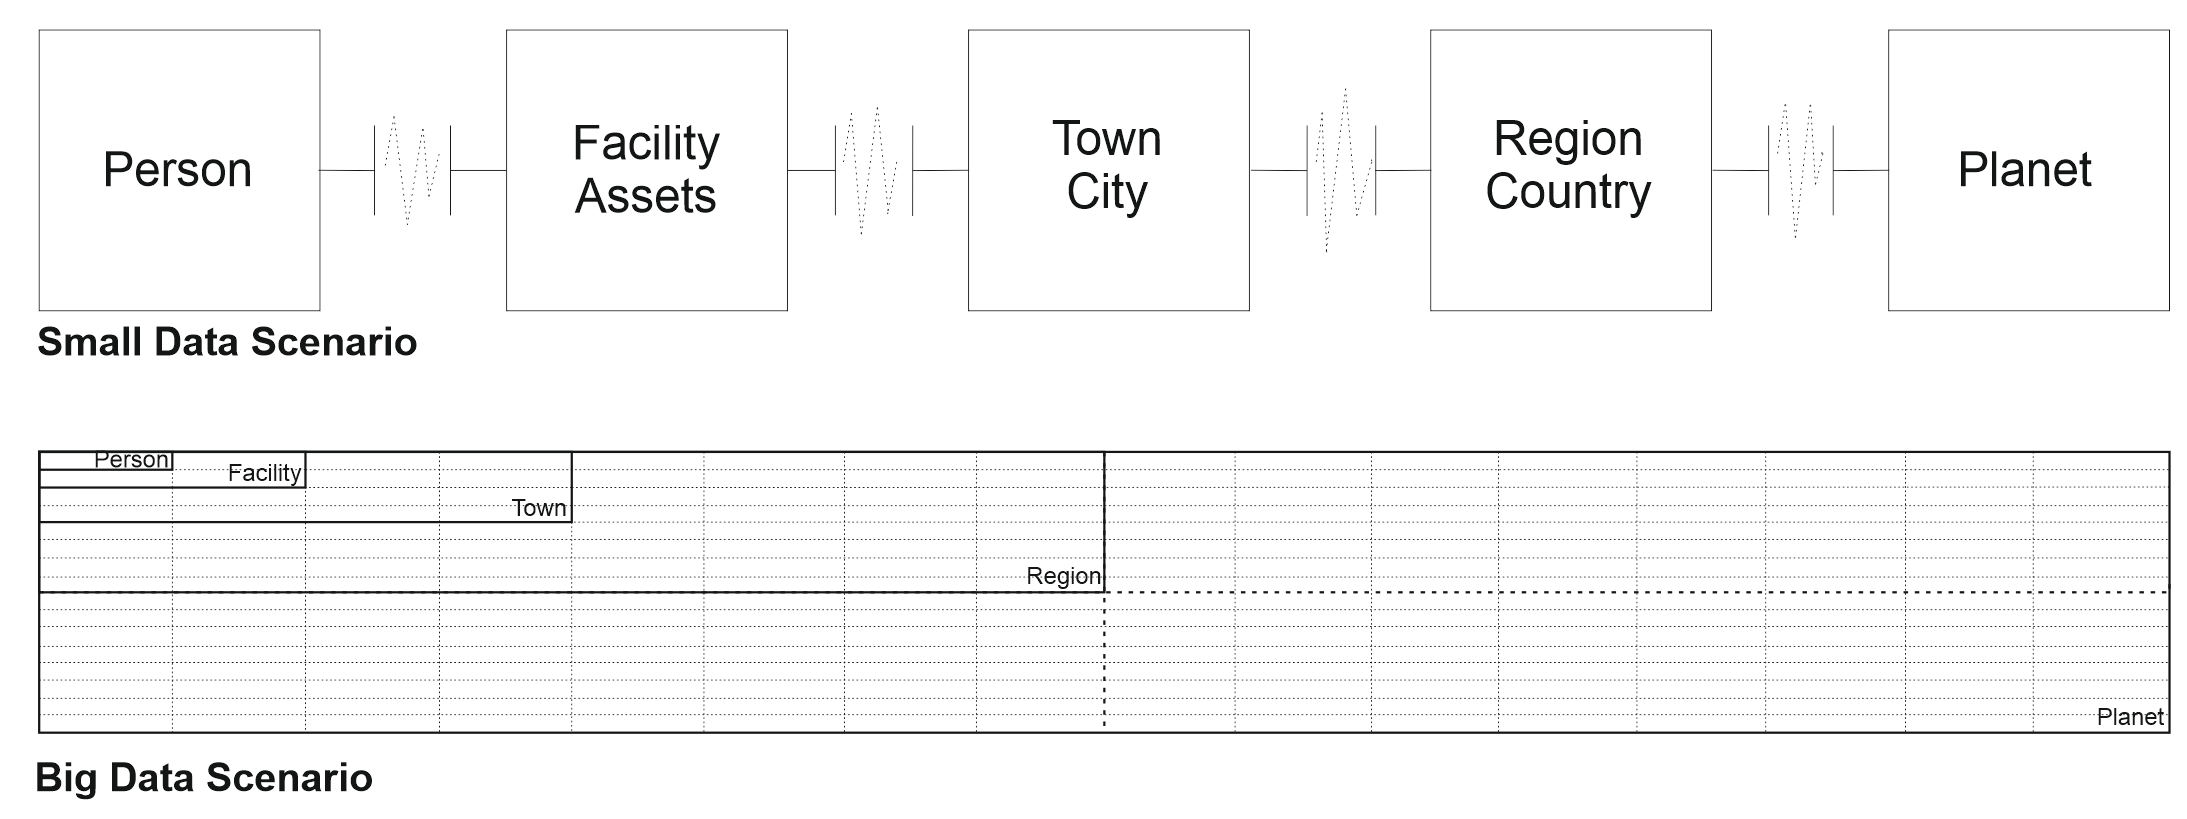 Person
Facility
Assets
Town
City
Region
Country
Planet
Small Data Scenario
Person
Facility
Town
Region
Planet
Big Data Scenario